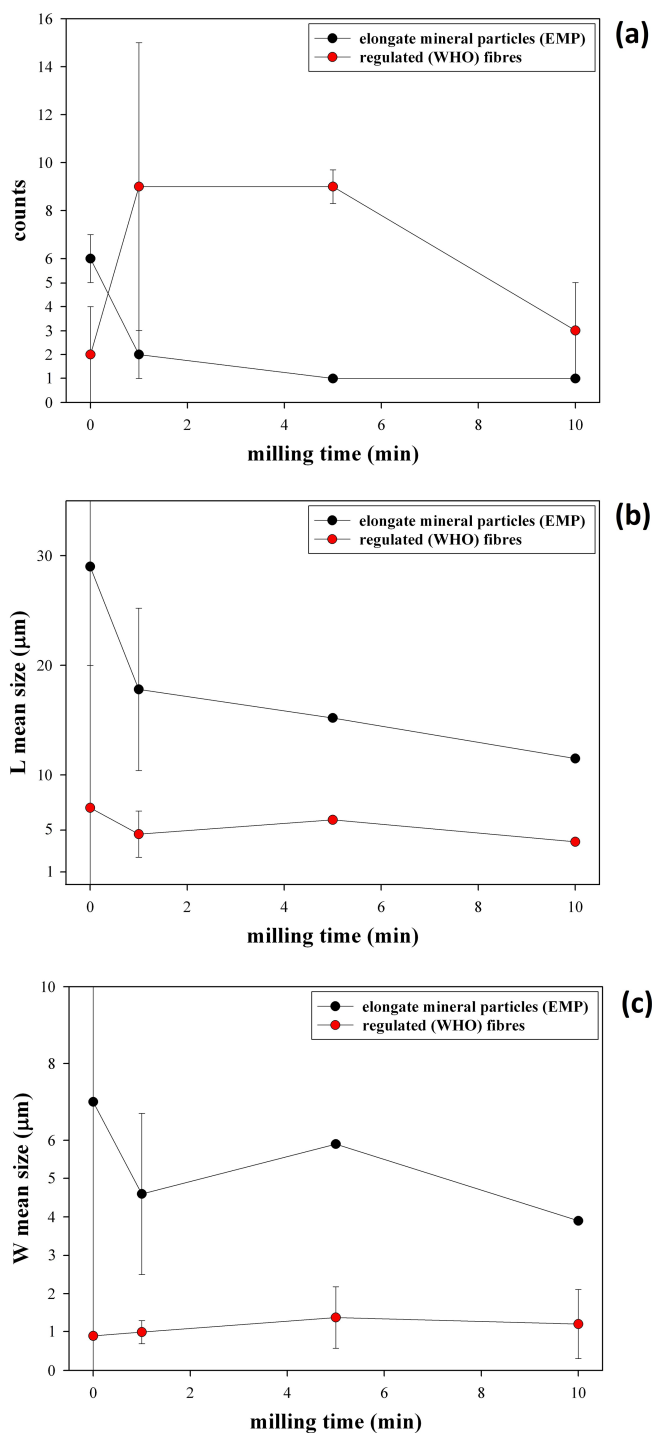 (a)
elongate mineral particles (EMP)
regulated (WHO) fibres
counts
16
14
12
10
8
6
5
4
3
2
1
0
0 2 4 6 8 10
milling time (min)
(b)
elongate mineral particles (EMP)
regulated (WHO) fibres
L mean size (μm)
30
20
10
5
1
0 2 4 6 8 10
milling time (min)
(c)
elongate mineral particles (EMP)
regulated (WHO) fibres
W mean size (μm)
10
8
6
4
3
2
1
0
0 2 4 6 8 10
milling time (min)